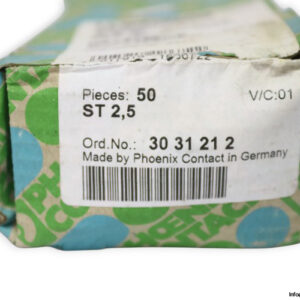 Pieces: 50 V/C:01
ST 2,5
Ord.No.: 30 31 21 2
Made by Phoenix Contact in Germany